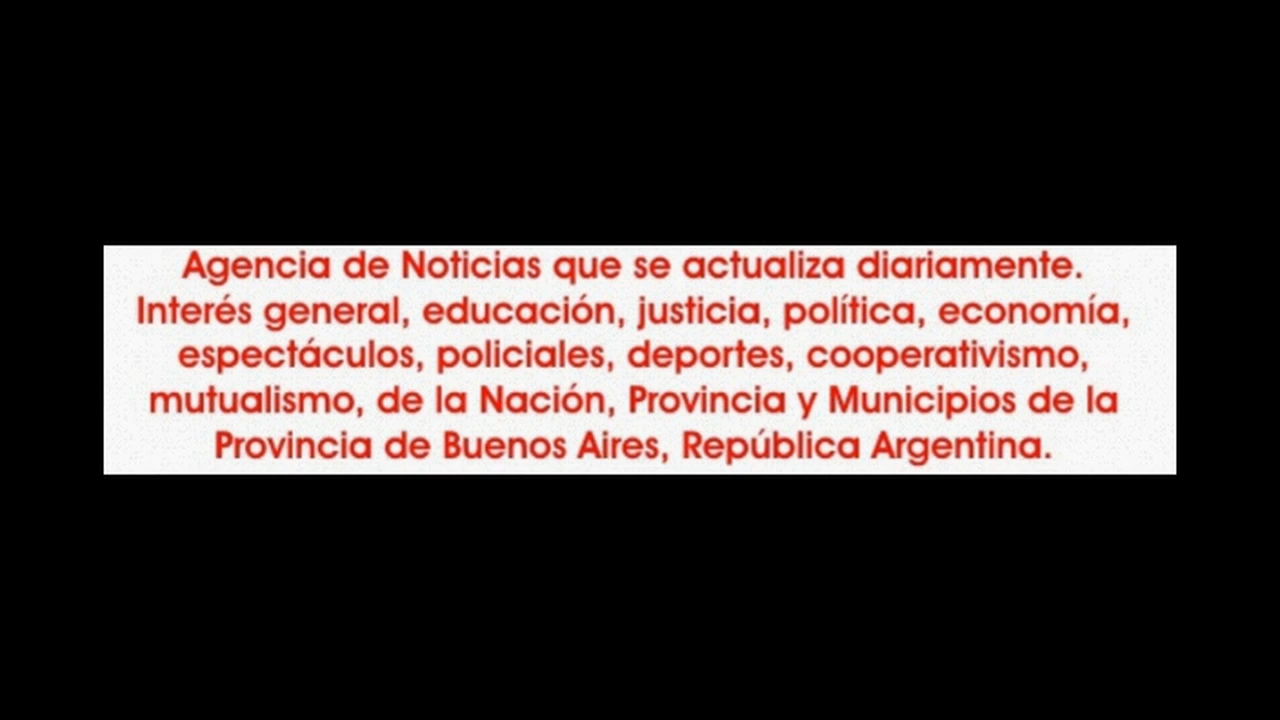 Agencia de Noticias que se actualiza diariamente.
Interés general, educación, justicia, política, economía,
espectáculos, policiales, deportes, cooperativismo,
mutualismo, de la Nación, Provincia y Municipios de la
Provincia de Buenos Aires, República Argentina.